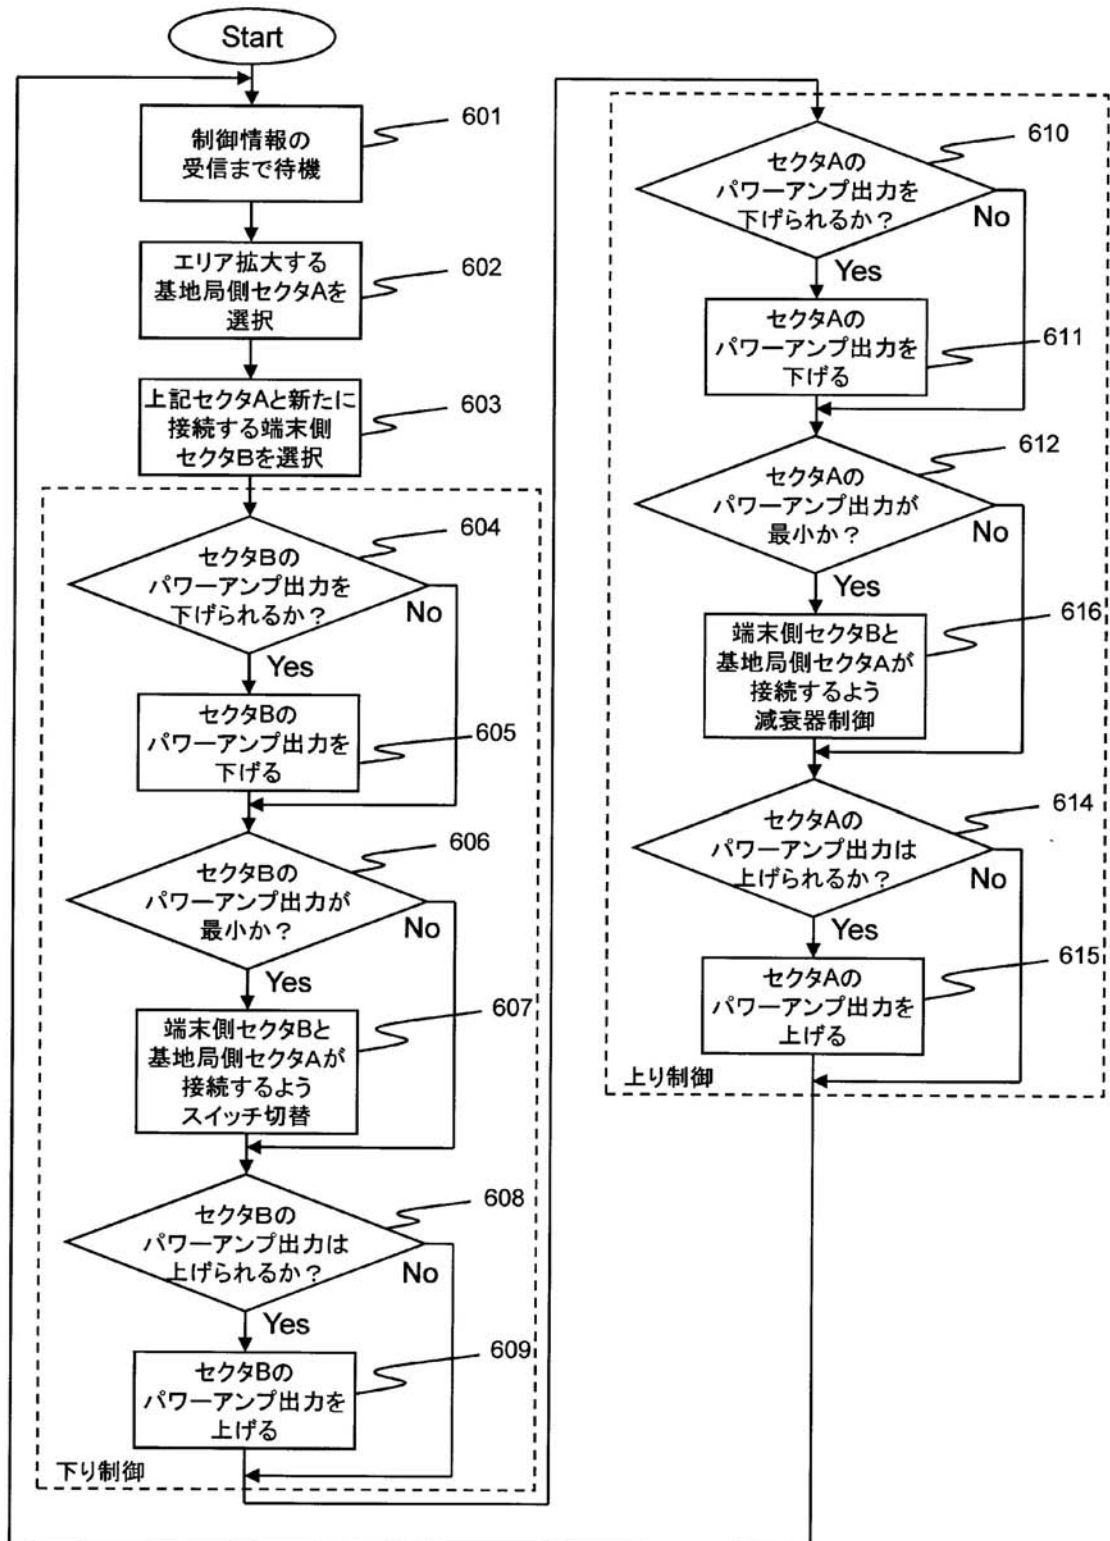 Start
制御情報の
受信まで待機
601
エリア拡大する
基地局側セクタAを
選択
602
上記セクタAと新たに
接続する端末側
セクタBを選択
603
セクタBの
パワーアンプ出力を
下げられるか？
604
No
Yes
セクタBの
パワーアンプ出力を
下げる
605
セクタBの
パワーアンプ出力が
最小か？
606
No
Yes
端末側セクタBと
基地局側セクタAが
接続するよう
スイッチ切替
607
セクタBの
パワーアンプ出力は
上げられるか？
608
No
Yes
セクタBの
パワーアンプ出力を
上げる
609
下り制御
セクタAの
パワーアンプ出力を
下げられるか？
610
No
Yes
セクタAの
パワーアンプ出力を
下げる
611
セクタAの
パワーアンプ出力が
最小か？
612
No
Yes
端末側セクタBと
基地局側セクタAが
接続するよう
減衰器制御
616
セクタAの
パワーアンプ出力は
上げられるか？
614
No
Yes
セクタAの
パワーアンプ出力を
上げる
615
上り制御